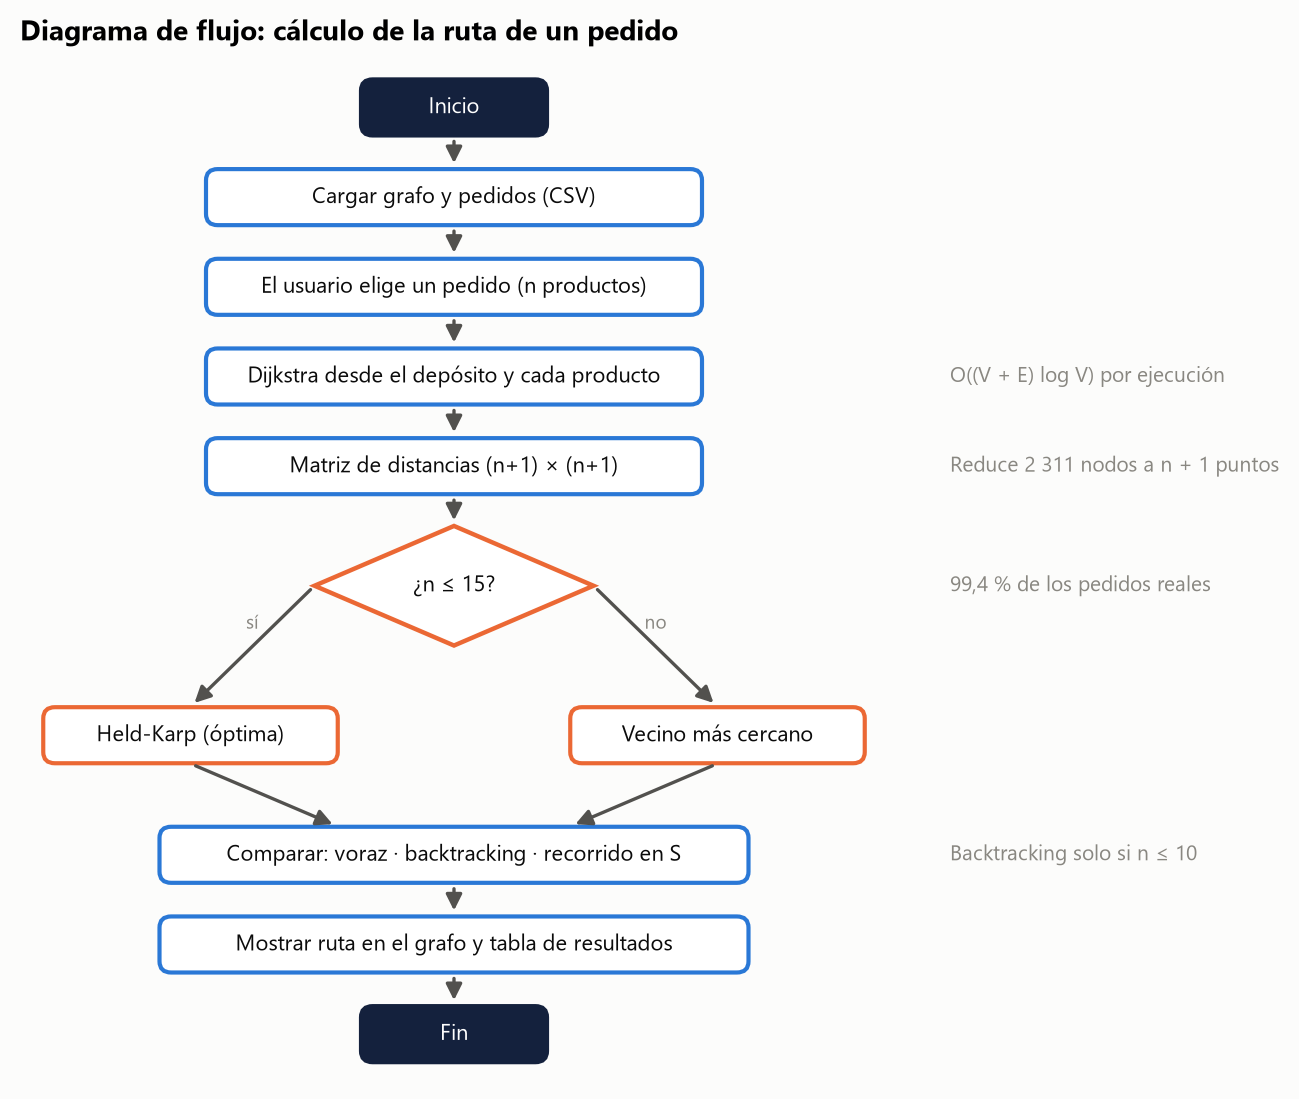 Diagrama de flujo: cálculo de la ruta de un pedido
Inicio
Cargar grafo y pedidos (CSV)
El usuario elige un pedido (n productos)
Dijkstra desde el depósito y cada producto
O((V + E) log V) por ejecución
Matriz de distancias (n+1) × (n+1)
Reduce 2 311 nodos a n + 1 puntos
¿n ≤ 15?
99,4 % de los pedidos reales
sí
no
Held-Karp (óptima)
Vecino más cercano
Comparar: voraz · backtracking · recorrido en S
Backtracking solo si n ≤ 10
Mostrar ruta en el grafo y tabla de resultados
Fin